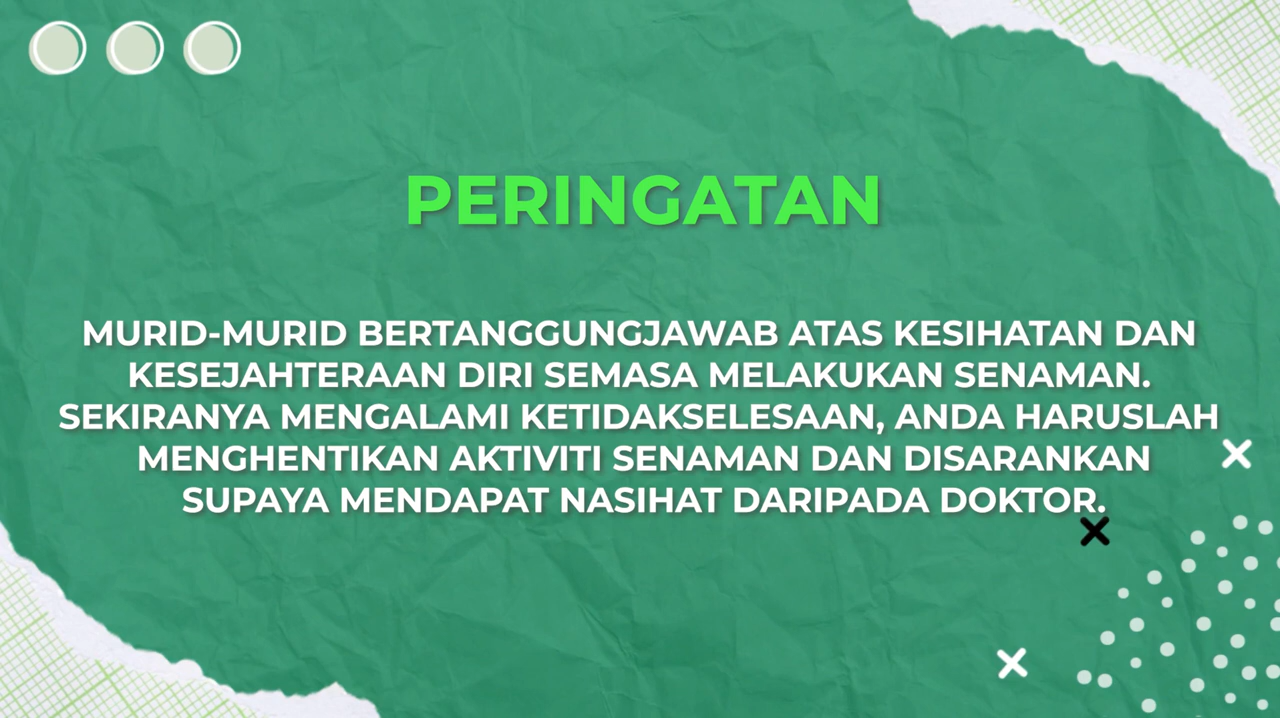 PERINGATAN
MURID-MURID BERTANGGUNGJAWAB ATAS KESIHATAN DAN
KESEJAHTERAAN DIRI SEMASA MELAKUKAN SENAMAN.
SEKIRANYA MENGALAMI KETIDAKSELESAAN, ANDA HARUSLAH
MENGHENTIKAN AKTIVITI SENAMAN DAN DISARANKAN
SUPAYA MENDAPAT NASIHAT DARIPADA DOKTOR.